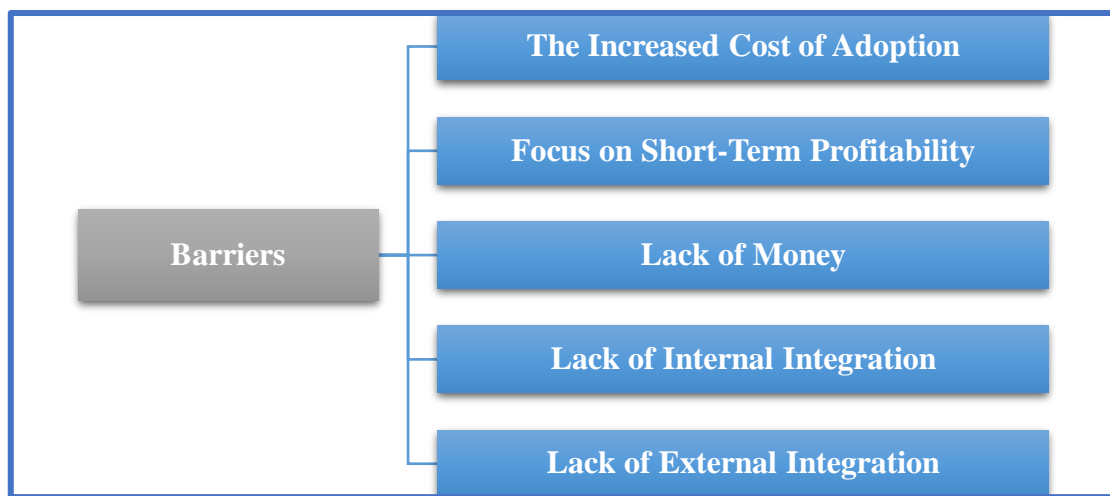 Barriers
The Increased Cost of Adoption
Focus on Short-Term Profitability
Lack of Money
Lack of Internal Integration
Lack of External Integration